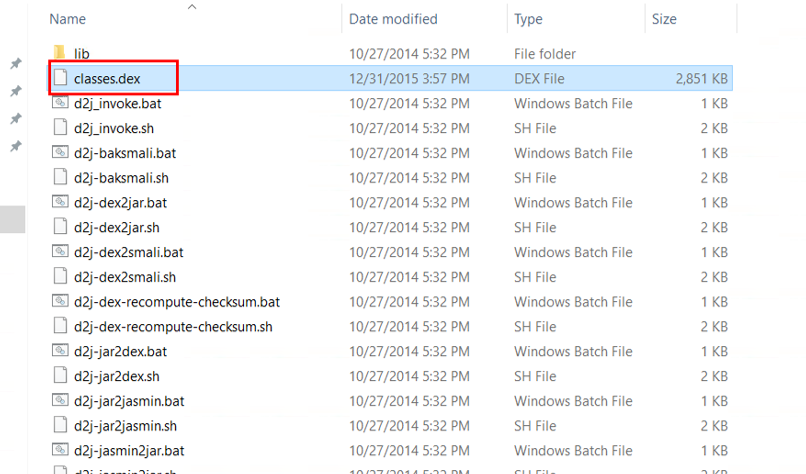 Name Date modified Type Size
lib 10/27/2014 5:32 PM File folder
classes.dex 12/31/2015 3:57 PM DEX File 2,851 KB
d2j_invoke.bat 10/27/2014 5:32 PM Windows Batch File 1 KB
d2j_invoke.sh 10/27/2014 5:32 PM SH File 2 KB
d2j-baksmali.bat 10/27/2014 5:32 PM Windows Batch File 1 KB
d2j-baksmali.sh 10/27/2014 5:32 PM SH File 2 KB
d2j-dex2jar.bat 10/27/2014 5:32 PM Windows Batch File 1 KB
d2j-dex2jar.sh 10/27/2014 5:32 PM SH File 2 KB
d2j-dex2smali.bat 10/27/2014 5:32 PM Windows Batch File 1 KB
d2j-dex2smali.sh 10/27/2014 5:32 PM SH File 2 KB
d2j-dex-recompute-checksum.bat 10/27/2014 5:32 PM Windows Batch File 1 KB
d2j-dex-recompute-checksum.sh 10/27/2014 5:32 PM SH File 2 KB
d2j-jar2dex.bat 10/27/2014 5:32 PM Windows Batch File 1 KB
d2j-jar2dex.sh 10/27/2014 5:32 PM SH File 2 KB
d2j-jar2jasmin.bat 10/27/2014 5:32 PM Windows Batch File 1 KB
d2j-jar2jasmin.sh 10/27/2014 5:32 PM SH File 2 KB
d2j-jasmin2jar.bat 10/27/2014 5:32 PM Windows Batch File 1 KB
d2j-jasmin2jar.sh 10/27/2014 5:32 PM SH File 2 KB